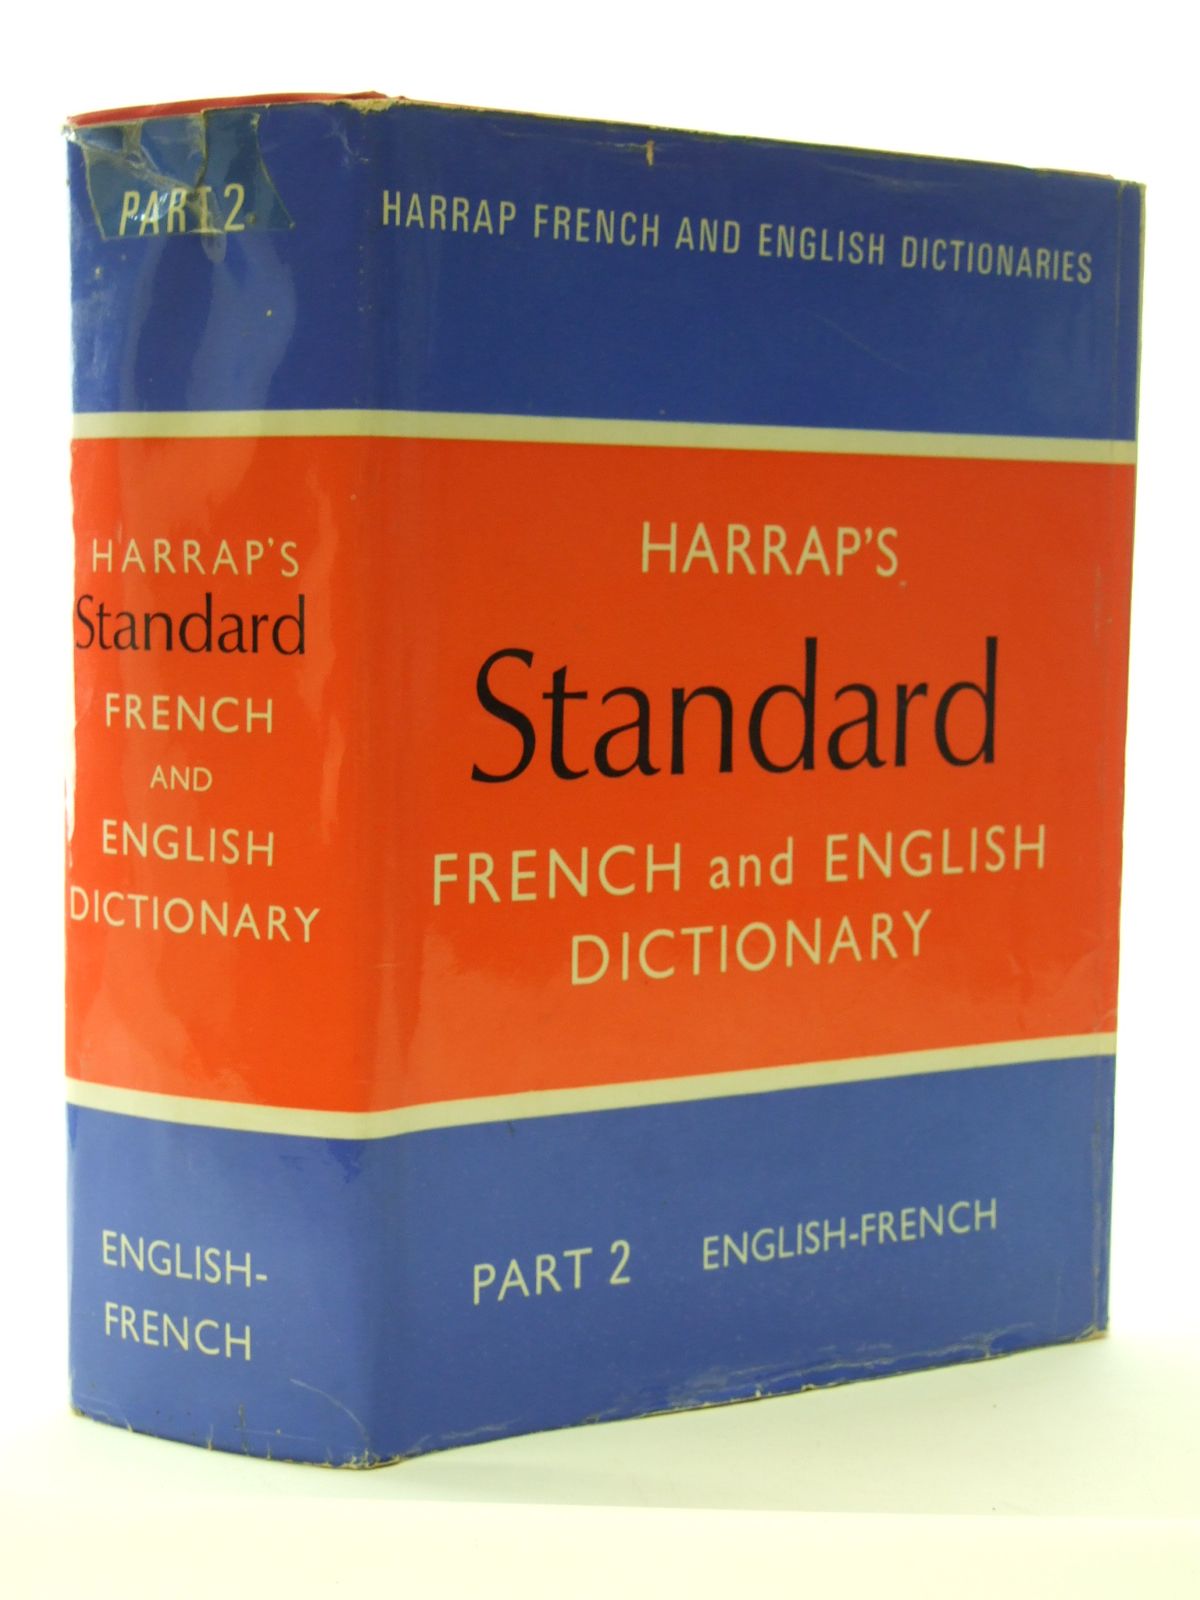 PART 2
HARRAP'S
Standard
FRENCH
AND
ENGLISH
DICTIONARY
ENGLISH-
FRENCH
HARRAP FRENCH AND ENGLISH DICTIONARIES
HARRAP'S
Standard
FRENCH and ENGLISH
DICTIONARY
PART 2 ENGLISH-FRENCH